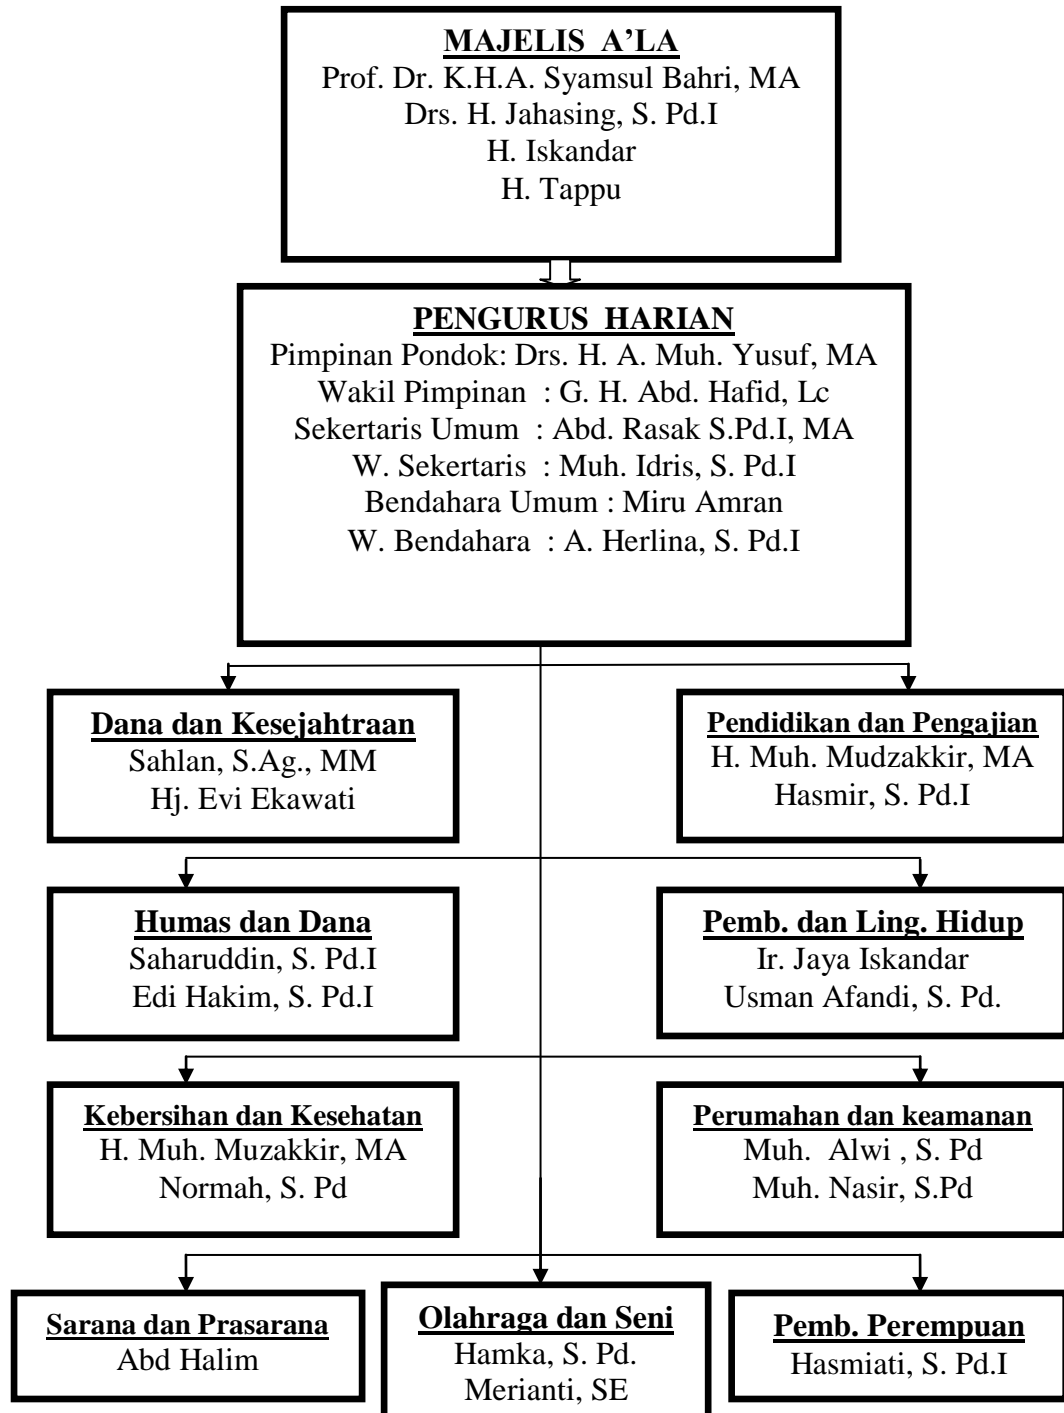 MAJELIS A’LA
Prof. Dr. K.H.A. Syamsul Bahri, MA
Drs. H. Jahasing, S. Pd.I
H. Iskandar
H. Tappu
PENGURUS HARIAN
Pimpinan Pondok: Drs. H. A. Muh. Yusuf, MA
Wakil Pimpinan : G. H. Abd. Hafid, Lc
Sekertaris Umum : Abd. Rasak S.Pd.I, MA
W. Sekertaris : Muh. Idris, S. Pd.I
Bendahara Umum : Miru Amran
W. Bendahara : A. Herlina, S. Pd.I
Dana dan Kesejahtraan
Sahlan, S.Ag., MM
Hj. Evi Ekawati
Pendidikan dan Pengajian
H. Muh. Mudzakkir, MA
Hasmir, S. Pd.I
Humas dan Dana
Saharuddin, S. Pd.I
Edi Hakim, S. Pd.I
Pemb. dan Ling. Hidup
Ir. Jaya Iskandar
Usman Afandi, S. Pd.
Kebersihan dan Kesehatan
H. Muh. Muzakkir, MA
Normah, S. Pd
Perumahan dan keamanan
Muh. Alwi , S. Pd
Muh. Nasir, S.Pd
Sarana dan Prasarana
Abd Halim
Olahraga dan Seni
Hamka, S. Pd.
Merianti, SE
Pemb. Perempuan
Hasmiati, S. Pd.I